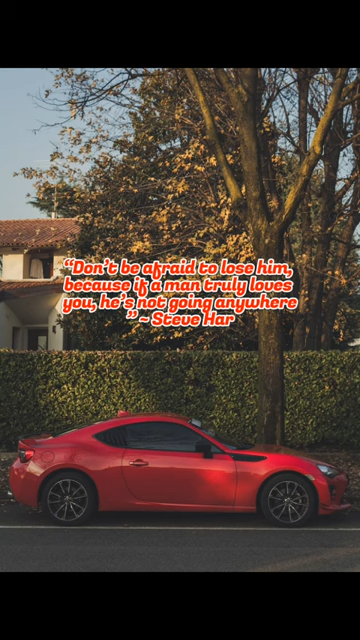 “Don’t be afraid to lose him,
because if a man truly loves
you, he’s not going anywhere
” ~ Steve Har